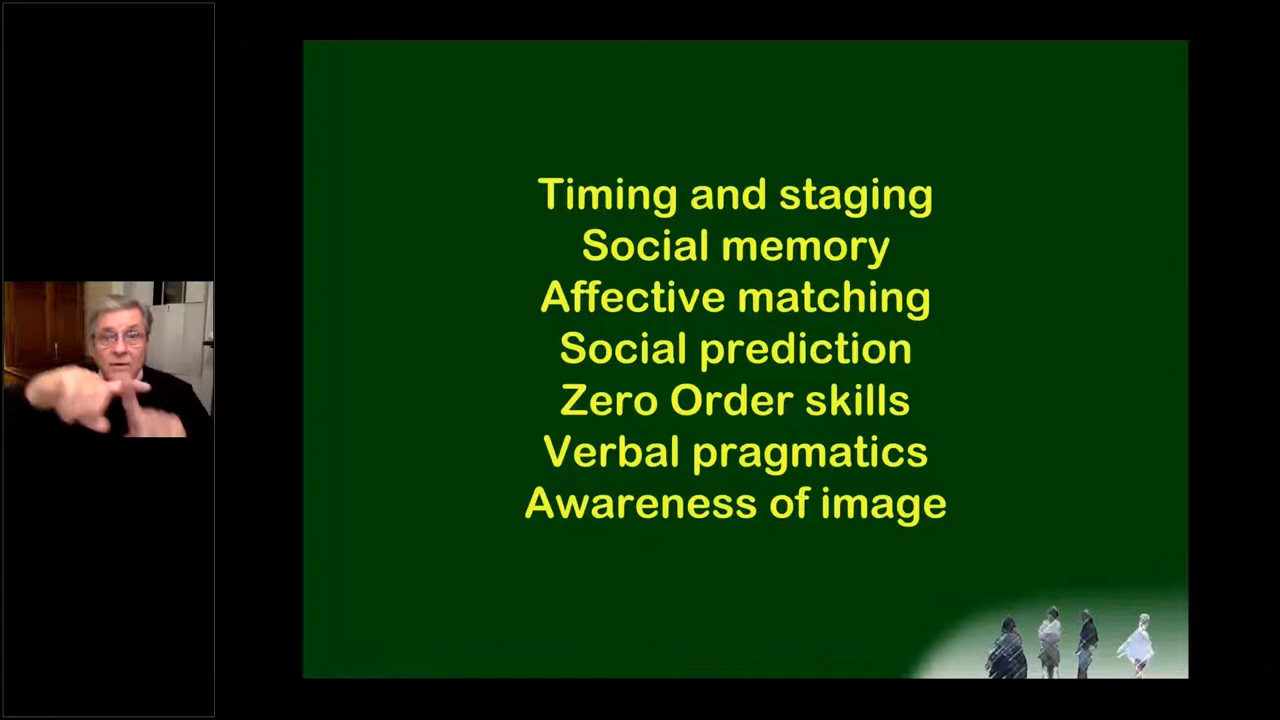 Timing and staging
Social memory
Affective matching
Social prediction
Zero Order skills
Verbal pragmatics
Awareness of image